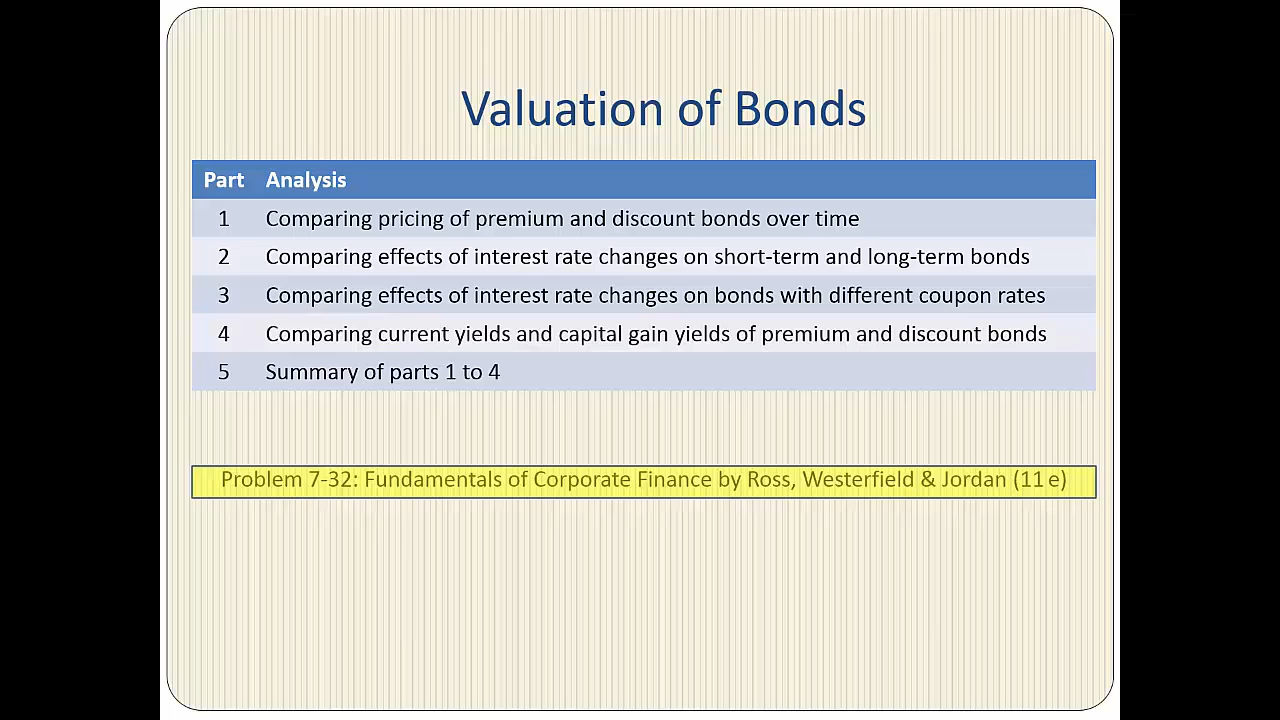 Valuation of Bonds
Part Analysis
1 Comparing pricing of premium and discount bonds over time
2 Comparing effects of interest rate changes on short-term and long-term bonds
3 Comparing effects of interest rate changes on bonds with different coupon rates
4 Comparing current yields and capital gain yields of premium and discount bonds
5 Summary of parts 1 to 4
Problem 7-32: Fundamentals of Corporate Finance by Ross, Westerfield & Jordan (11 e)